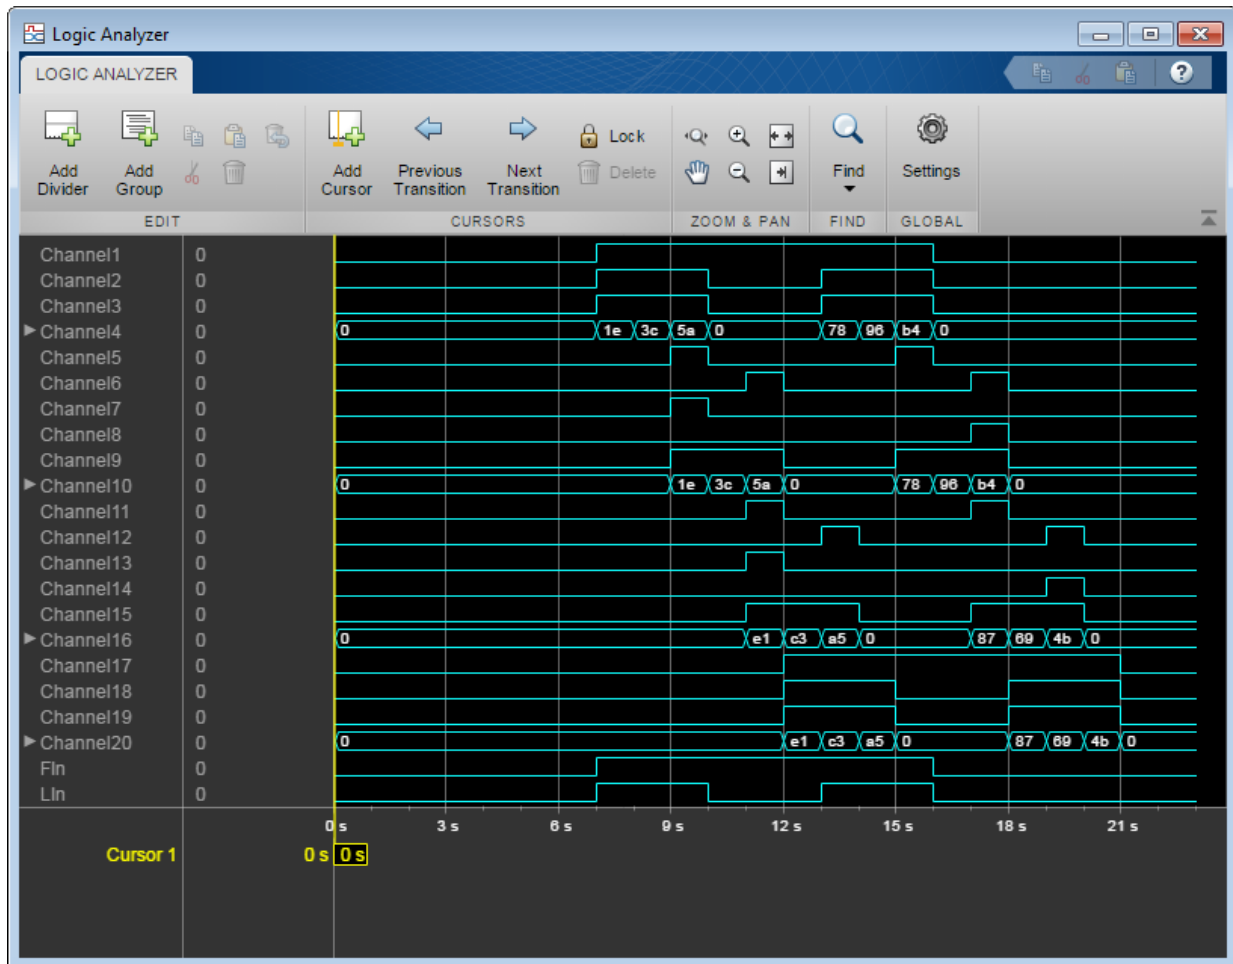 Logic Analyzer
LOGIC ANALYZER
?
Add Divider
Add Group
Add Cursor
Previous Transition
Next Transition
Lock
Delete
Find
Settings
EDIT
CURSORS
ZOOM & PAN
FIND
GLOBAL
Channel1 0
Channel2 0
Channel3 0
Channel4 0 0 1e 3c 5a 0 78 96 b4 0
Channel5 0
Channel6 0
Channel7 0
Channel8 0
Channel9 0
Channel10 0 0 1e 3c 5a 0 78 96 b4 0
Channel11 0
Channel12 0
Channel13 0
Channel14 0
Channel15 0
Channel16 0 0 e1 c3 a5 0 87 69 4b 0
Channel17 0
Channel18 0
Channel19 0
Channel20 0 0 e1 c3 a5 0 87 69 4b 0
FIn 0
LIn 0
0 s 3 s 6 s 9 s 12 s 15 s 18 s 21 s
Cursor 1 0 s 0 s